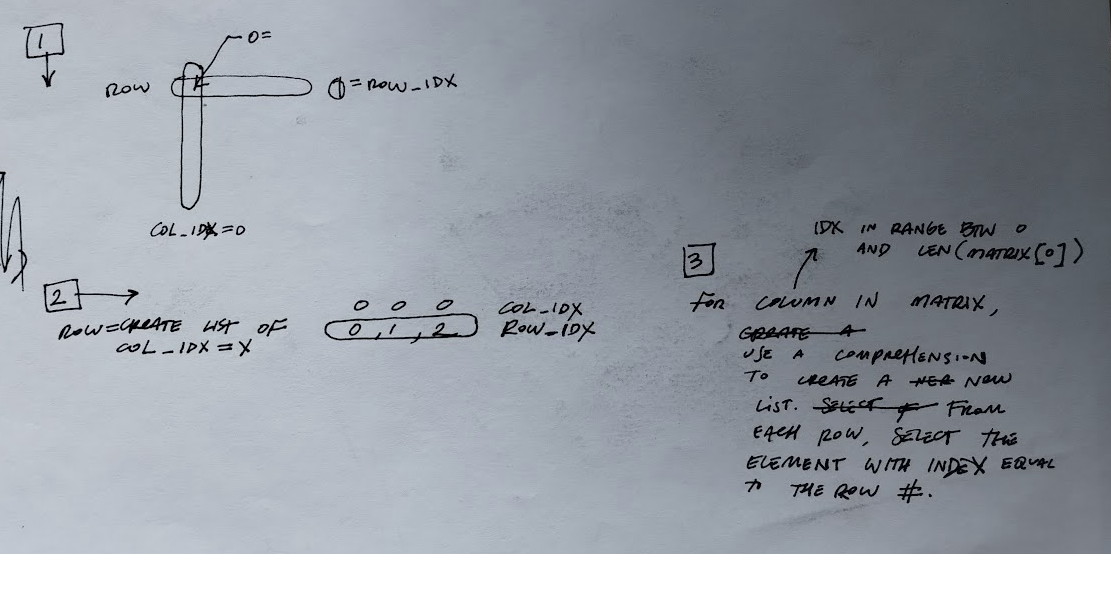 1
0=
ROW 0=ROW_IDX
COL_IDX=0
2
ROW=CREATE LIST OF
COL_IDX=X
0 0 0 COL_IDX
0, 1, 2 ROW_IDX
3
IDX IN RANGE BTW 0
AND LEN(MATRIX[0])
FOR COLUMN IN MATRIX,
CREATE A
USE A COMPREHENSION
TO CREATE A NEW
LIST. SELECT FROM
EACH ROW, SELECT THE
ELEMENT WITH INDEX EQUAL
TO THE ROW #.